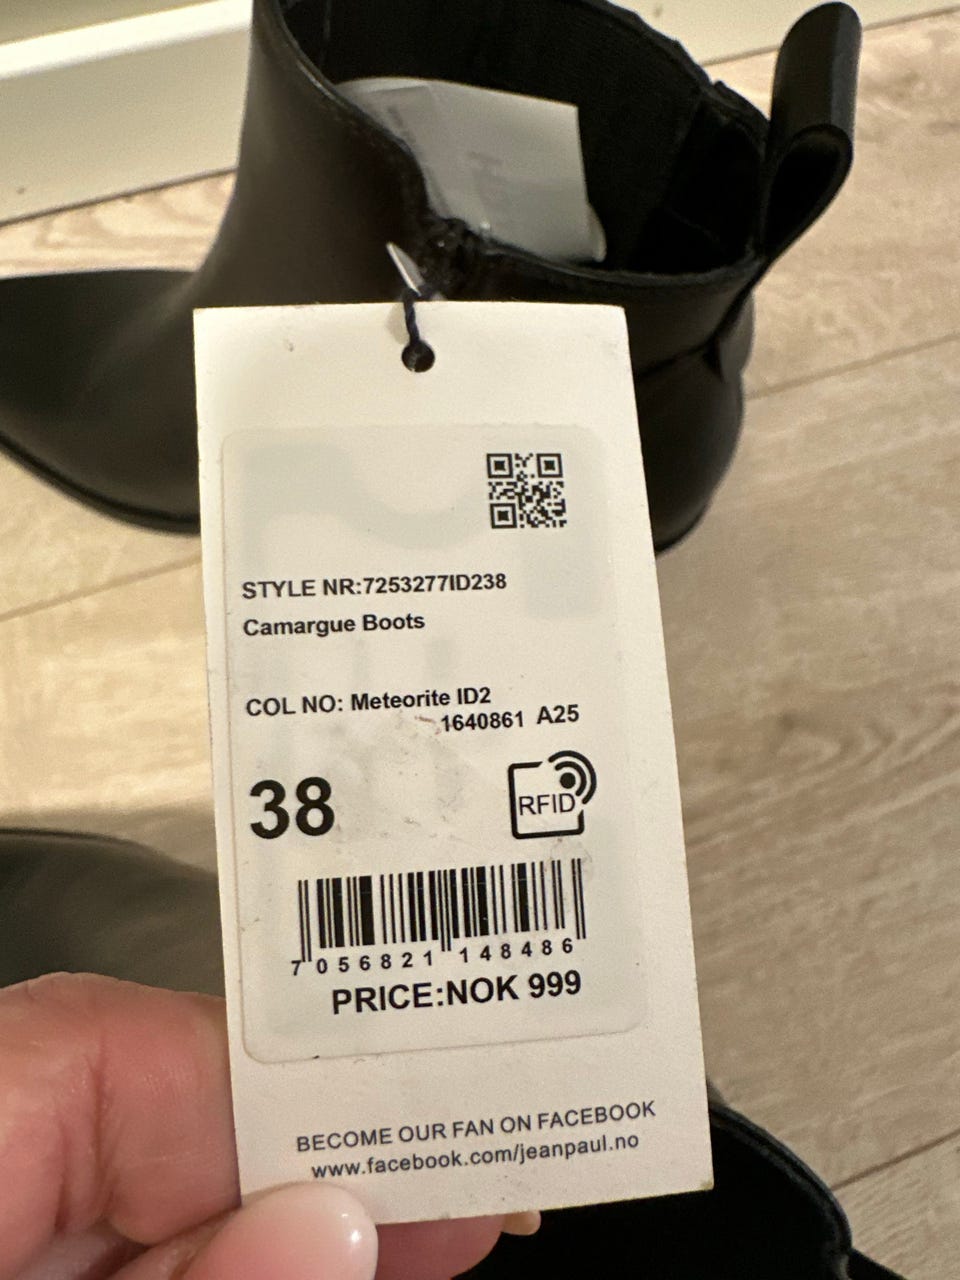 STYLE NR:7253277ID238
Camargue Boots
COL NO: Meteorite ID2
1640861 A25
38
RFID
7 056821 148486
PRICE:NOK 999
BECOME OUR FAN ON FACEBOOK
www.facebook.com/jeanpaul.no